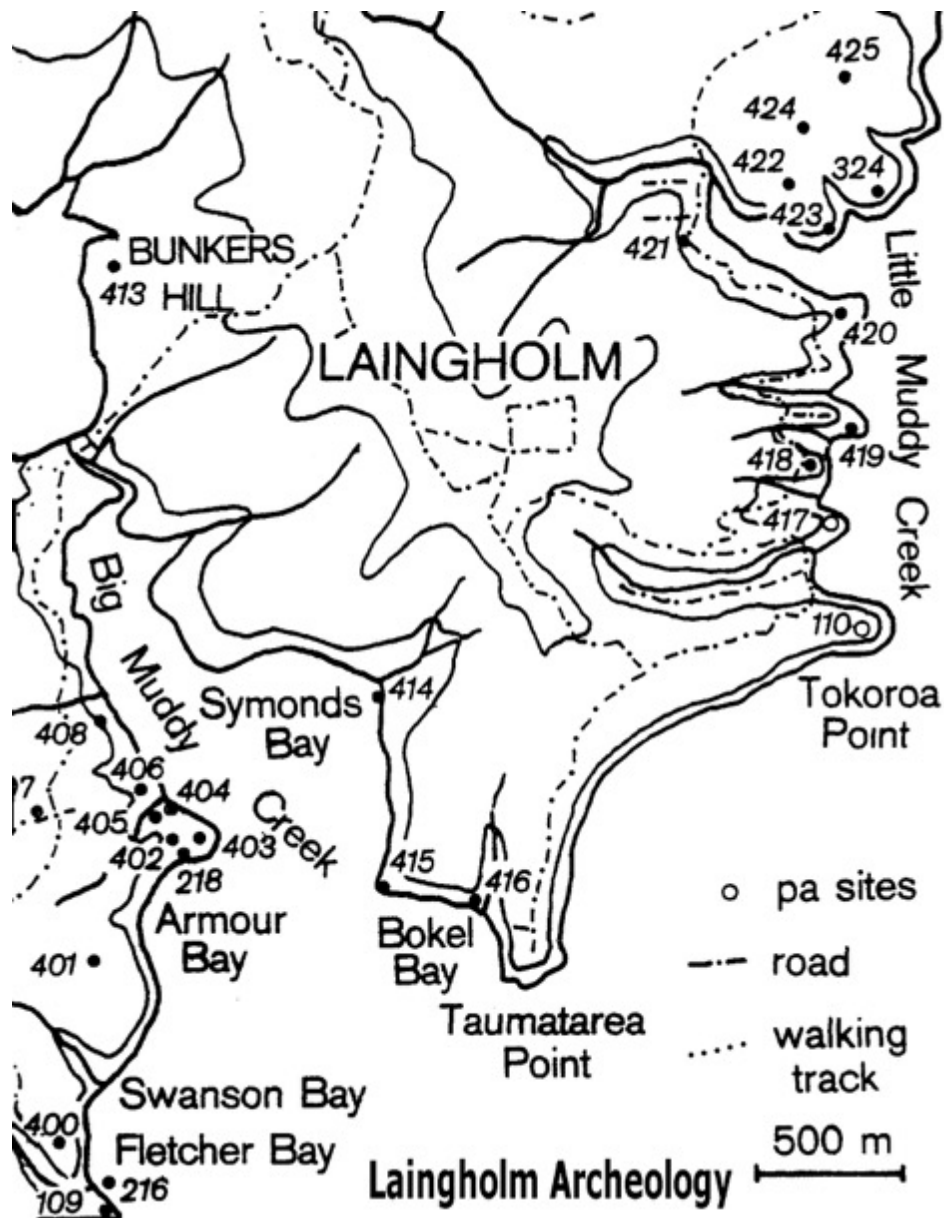 425
424
422
324
423
421
Little Muddy Creek
BUNKERS
HILL
413
420
LAINGHOLM
419
418
417
Big Muddy Creek
110
Tokoroa
Point
414
Symonds
Bay
408
406
404
405
402
403
218
415
416
Armour
Bay
Bokel
Bay
401
pa sites
road
walking
track
Taumatarea
Point
Swanson Bay
400
Fletcher Bay
216
109
500 m
Laingholm Archeology